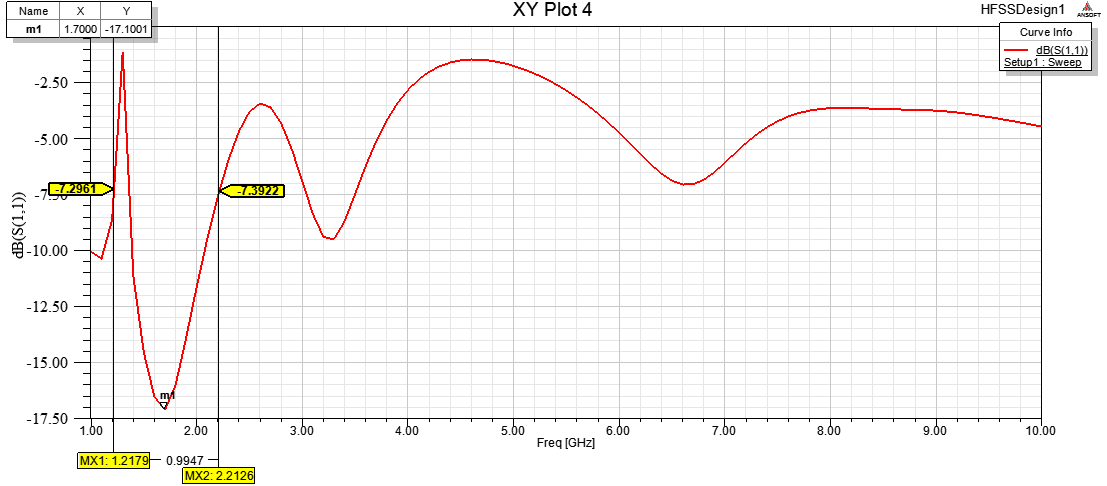 XY Plot 4
HFSSDesign1
ANSOFT
Name X Y
m1 1.7000 -17.1001
Curve Info
dB(S(1,1))
Setup1 : Sweep
-2.50
-5.00
-7.50
-10.00
-12.50
-15.00
-17.50
dB(S(1,1))
-7.2961
-7.3922
m1
1.00 2.00 3.00 4.00 5.00 6.00 7.00 8.00 9.00 10.00
Freq [GHz]
MX1: 1.2179 0.9947
MX2: 2.2126